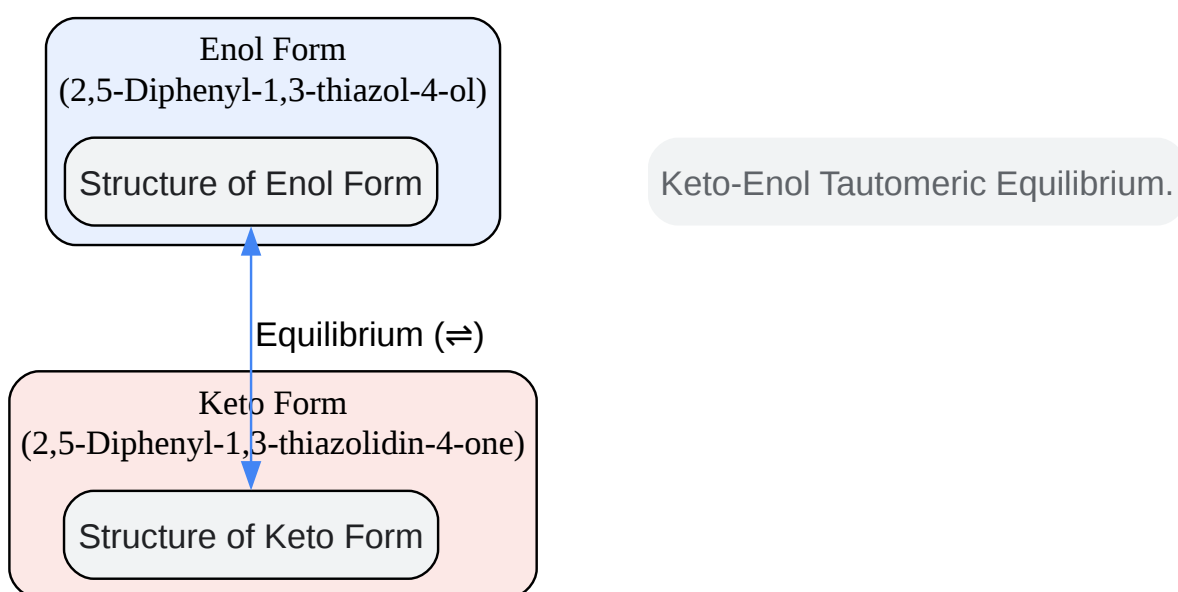 Enol Form
(2,5-Diphenyl-1,3-thiazol-4-ol)
Structure of Enol Form
Keto-Enol Tautomeric Equilibrium.
Equilibrium (⇌)
Keto Form
(2,5-Diphenyl-1,3-thiazolidin-4-one)
Structure of Keto Form